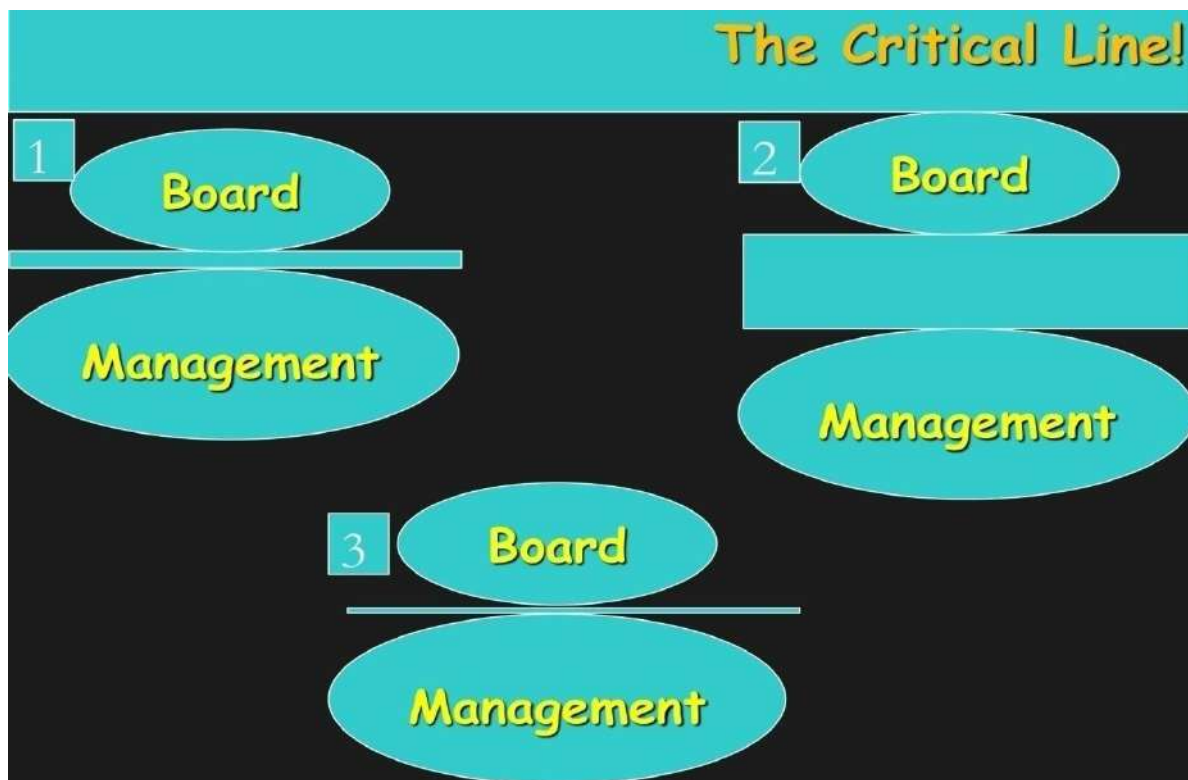 The Critical Line!
1
Board
Management
2
Board
Management
3
Board
Management